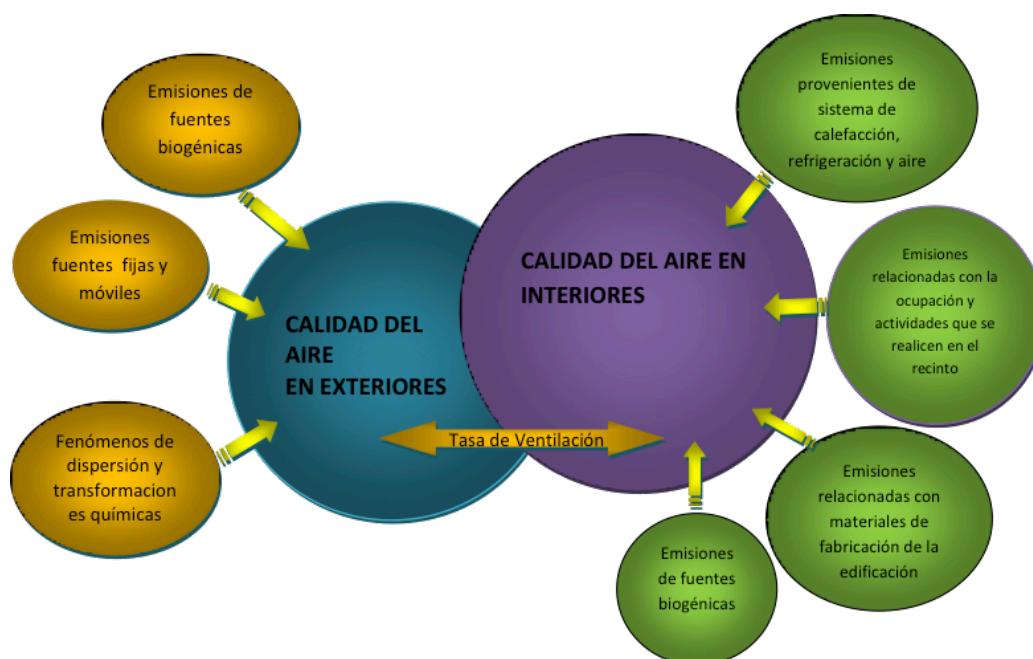 Emisiones de
fuentes
biogénicas
Emisiones
fuentes fijas y
móviles
Fenómenos de
dispersión y
transformacion
es químicas
CALIDAD DEL
AIRE
EN EXTERIORES
CALIDAD DEL AIRE EN
INTERIORES
Tasa de Ventilación
Emisiones
provenientes de
sistema de
calefacción,
refrigeración y aire
Emisiones
relacionadas con la
ocupación y
actividades que se
realicen en el
recinto
Emisiones
relacionadas con
materiales de
fabricación de la
edificación
Emisiones
de fuentes
biogénicas